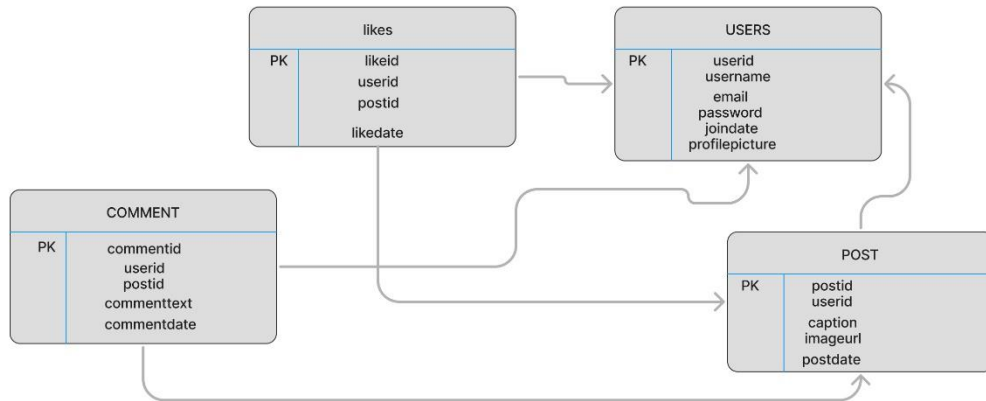 likes
PK
likeid
userid
postid
likedate
USERS
PK
userid
username
email
password
joindate
profilepicture
COMMENT
PK
commentid
userid
postid
commenttext
commentdate
POST
PK
postid
userid
caption
imageurl
postdate